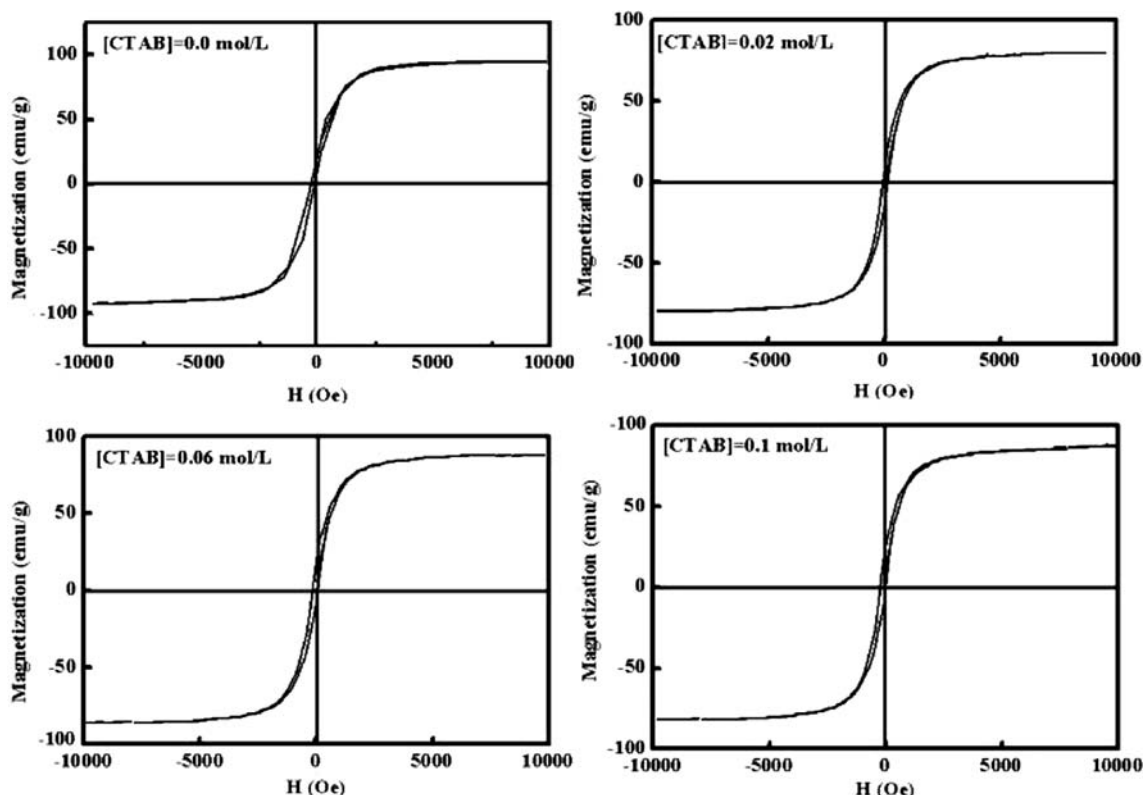 [CTAB]=0.0 mol/L
100
50
0
-50
-100
Magnetization (emu/g)
-10000 -5000 0 5000 10000
H (Oe)
[CTAB]=0.02 mol/L
100
50
0
-50
-100
Magnetization (emu/g)
-10000 -5000 0 5000 10000
H (Oe)
[CTAB]=0.06 mol/L
100
50
0
-50
-100
Magnetization (emu/g)
-10000 -5000 0 5000 10000
H (Oe)
[CTAB]=0.1 mol/L
-100
50
0
-50
-100
Magnetization (emu/g)
-10000 -5000 0 5000 10000
H (Oe)